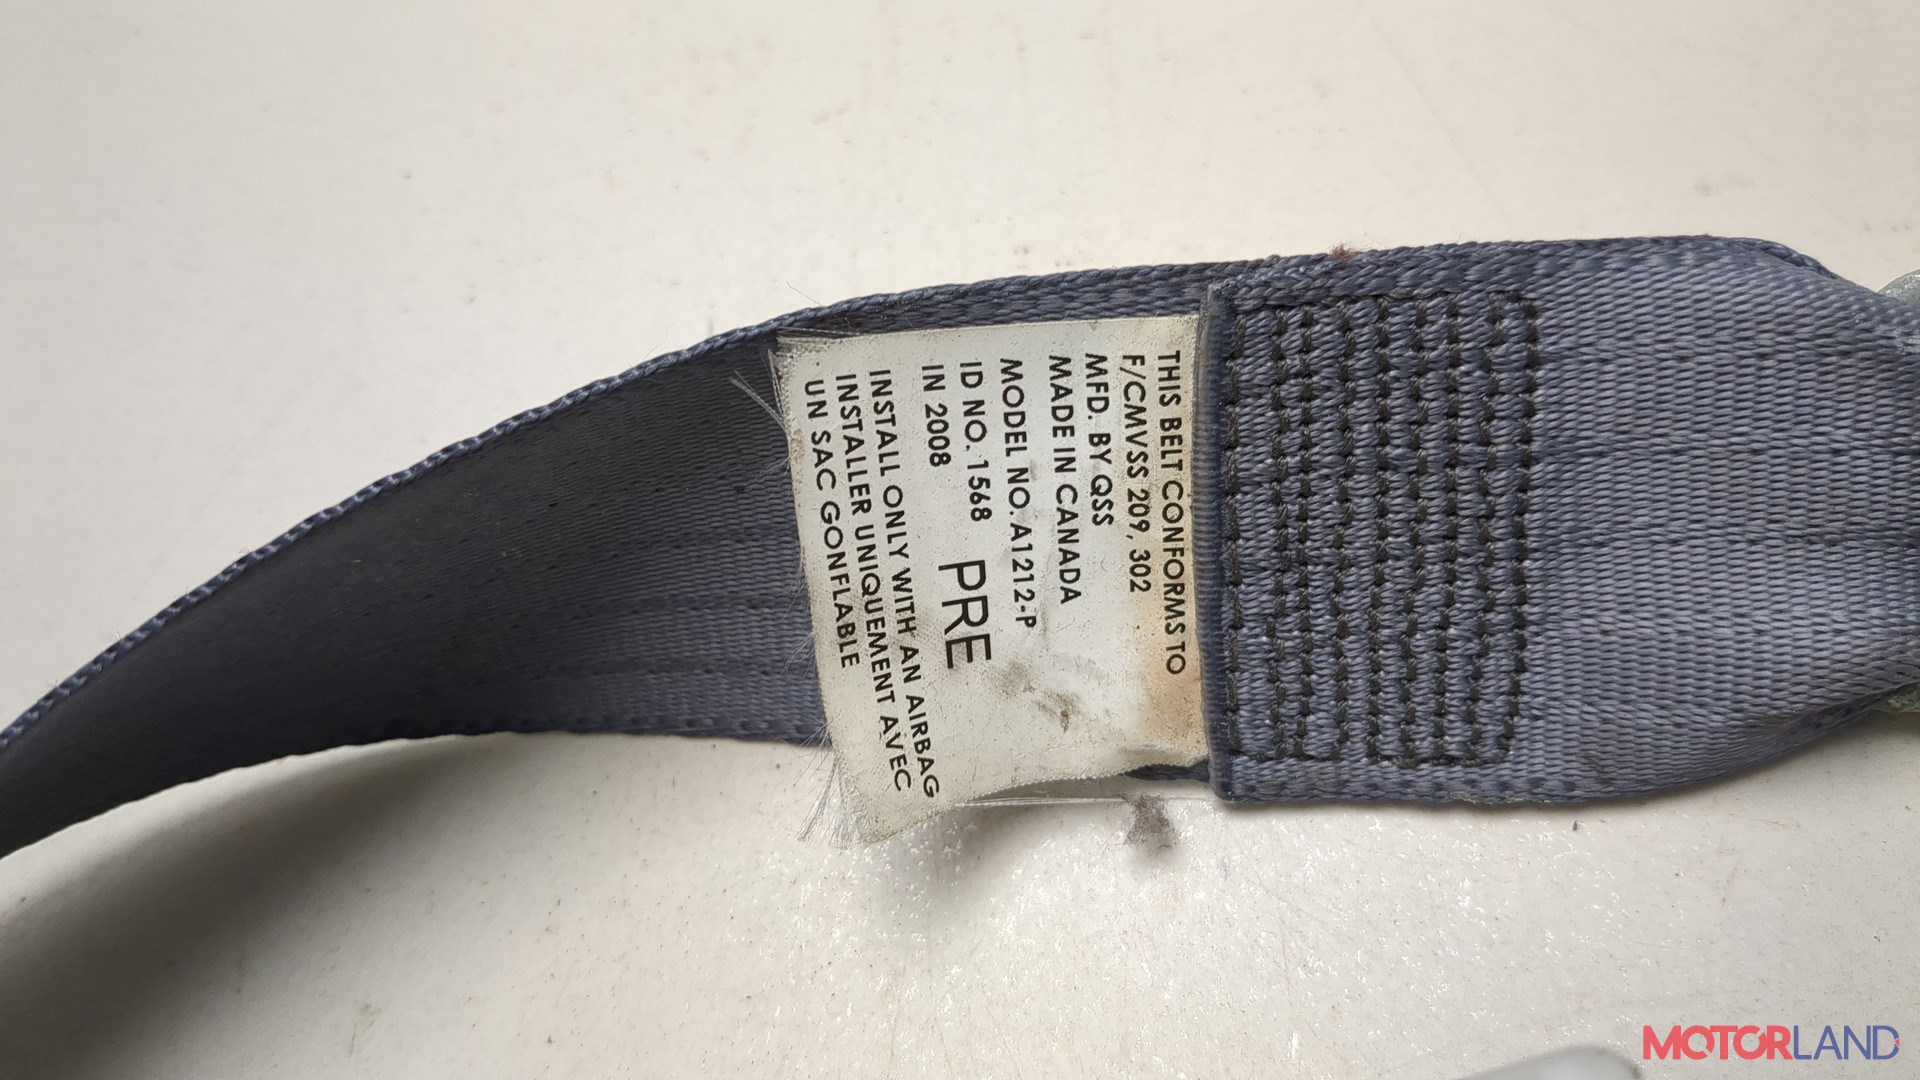 THIS BELT CONFORMS TO
F/CMVSS 209, 302
MFD. BY QSS
MADE IN CANADA
MODEL NO. A1212-P
ID NO. 1568 PRE
IN 2008
INSTALL ONLY WITH AN AIRBAG
INSTALLER UNIQUEMENT AVEC
UN SAC GONFLABLE
MOTORLAND